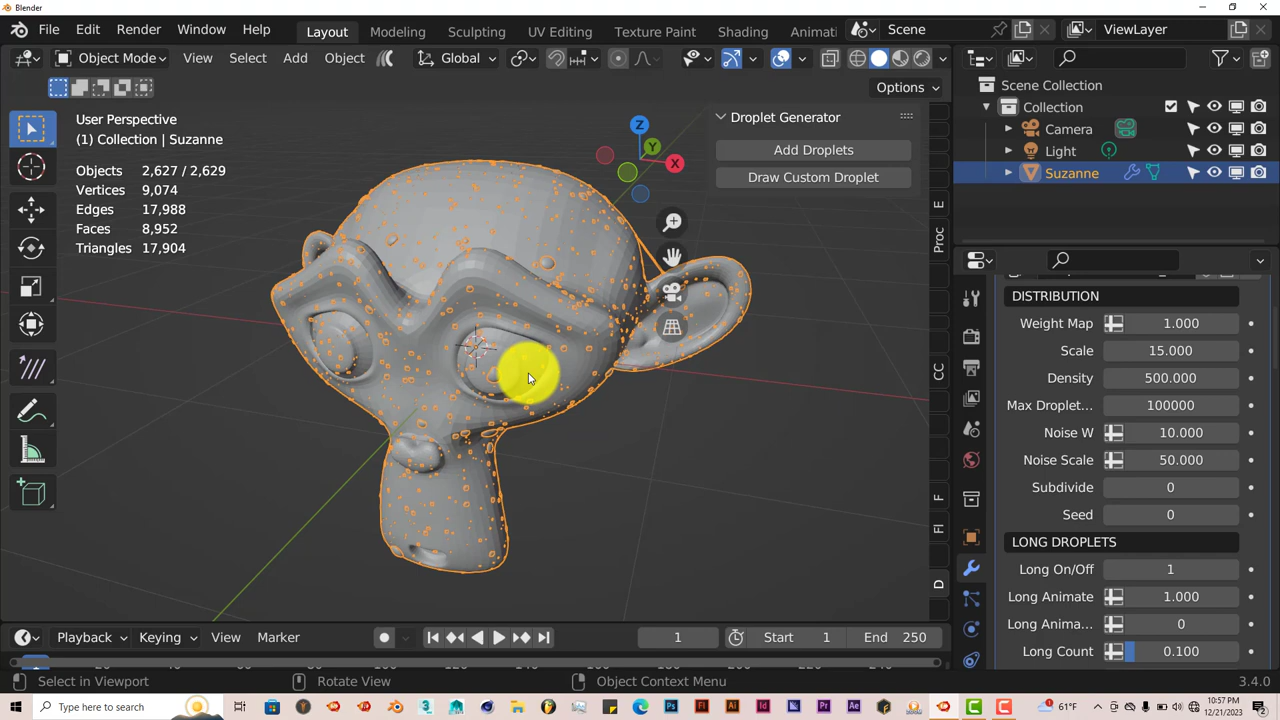 Blender
File Edit Render Window Help Layout Modeling Sculpting UV Editing Texture Paint Shading Animati Scene ViewLayer
Object Mode View Select Add Object Global
Options
User Perspective
(1) Collection | Suzanne
Objects 2,627 / 2,629
Vertices 9,074
Edges 17,988
Faces 8,952
Triangles 17,904
Z
Y
X
Droplet Generator
Add Droplets
Draw Custom Droplet
E
Proc
CC
F
FI
D
Scene Collection
Collection
Camera
Light
Suzanne
DISTRIBUTION
Weight Map 1.000
Scale 15.000
Density 500.000
Max Droplet... 100000
Noise W 10.000
Noise Scale 50.000
Subdivide 0
Seed 0
LONG DROPLETS
Long On/Off 1
Long Animate 1.000
Long Anima... 0
Long Count 0.100
Playback Keying View Marker 1 Start 1 End 250
Select in Viewport Rotate View Object Context Menu 3.4.0
Type here to search 61°F 10:57 PM
12/21/2023